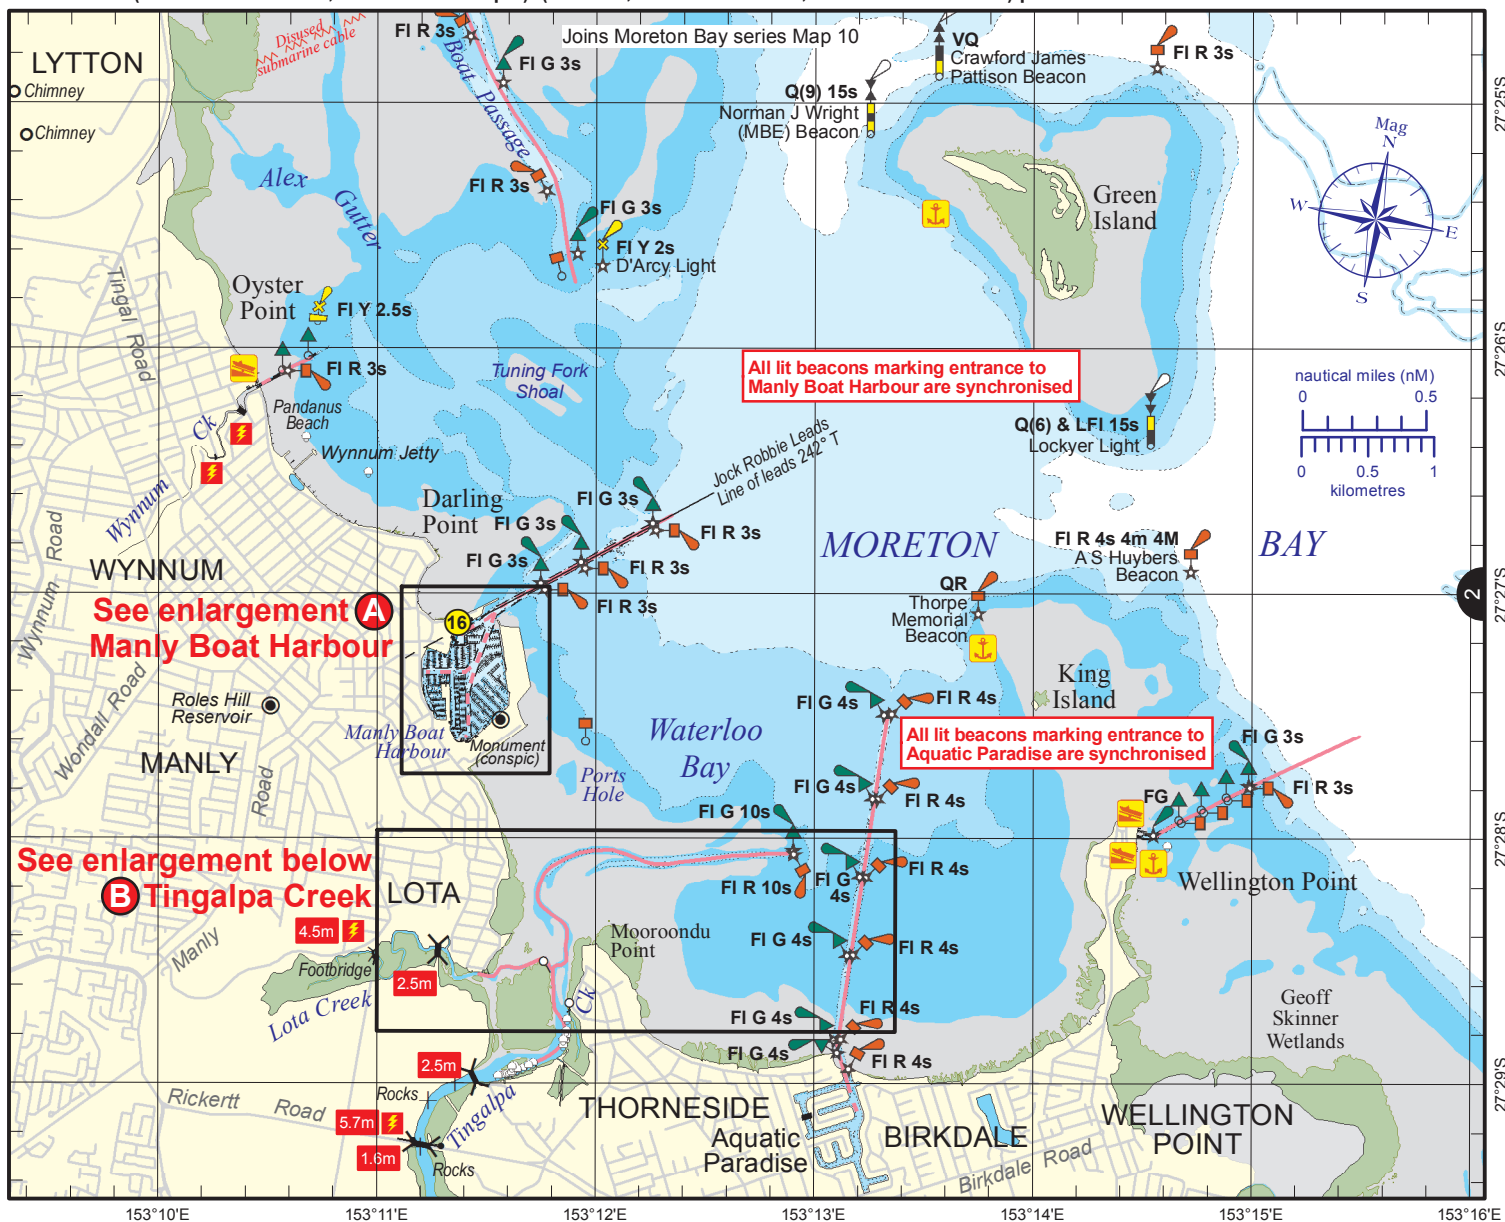 Joins Moreton Bay series Map 10
LYTTON
Chimney
Chimney
Disused
submarine cable
Fl R 3s
Fl G 3s
Boat Passage
VQ
Crawford James
Pattison Beacon
Fl R 3s
Q(9) 15s
Norman J Wright
(MBE) Beacon
27°25'S
Mag
N
W
E
S
Alex
Gutter
Fl R 3s
Fl G 3s
Fl Y 2s
D'Arcy Light
Green
Island
Tingal Road
Oyster
Point
Fl Y 2.5s
Fl R 3s
Pandanus
Beach
Wynnum Jetty
Wynnum
Ck
Tuning Fork
Shoal
All lit beacons marking entrance to
Manly Boat Harbour are synchronised
27°26'S
nautical miles (nM)
0
0.5
0
0.5
1
kilometres
Q(6) & LFl 15s
Lockyer Light
Jock Robbie Leads
Line of leads 242° T
Darling
Point
Fl G 3s
Fl G 3s
Fl G 3s
Fl R 3s
Fl R 3s
Fl R 3s
MORETON
BAY
Fl R 4s 4m 4M
A S Huybers
Beacon
QR
Thorpe
Memorial
Beacon
27°27'S
2
WYNNUM
Wynnum Road
See enlargement A
Manly Boat Harbour
16
Roles Hill
Reservoir
Wondall Road
MANLY
Road
Manly Boat
Harbour
Monument
(conspic)
Ports
Hole
Waterloo
Bay
King
Island
Fl G 4s
Fl R 4s
All lit beacons marking entrance to
Aquatic Paradise are synchronised
Fl G 3s
Fl R 3s
FG
Fl G 4s
Fl R 4s
Fl G 10s
Fl R 10s
Fl G
4s
Fl R 4s
27°28'S
Wellington Point
See enlargement below
B Tingalpa Creek
LOTA
4.5m
Manly
Footbridge
2.5m
Lota Creek
Mooroondu
Point
Fl G 4s
Fl R 4s
Ck
Fl G 4s
Fl R 4s
Fl G 4s
Fl R 4s
Geoff
Skinner
Wetlands
2.5m
Rocks
Rickertt Road
5.7m
1.6m
Rocks
Tingalpa
27°29'S
THORNESIDE
Aquatic
Paradise
BIRKDALE
Birkdale Road
WELLINGTON
POINT
153°10'E
153°11'E
153°12'E
153°13'E
153°14'E
153°15'E
153°16'E